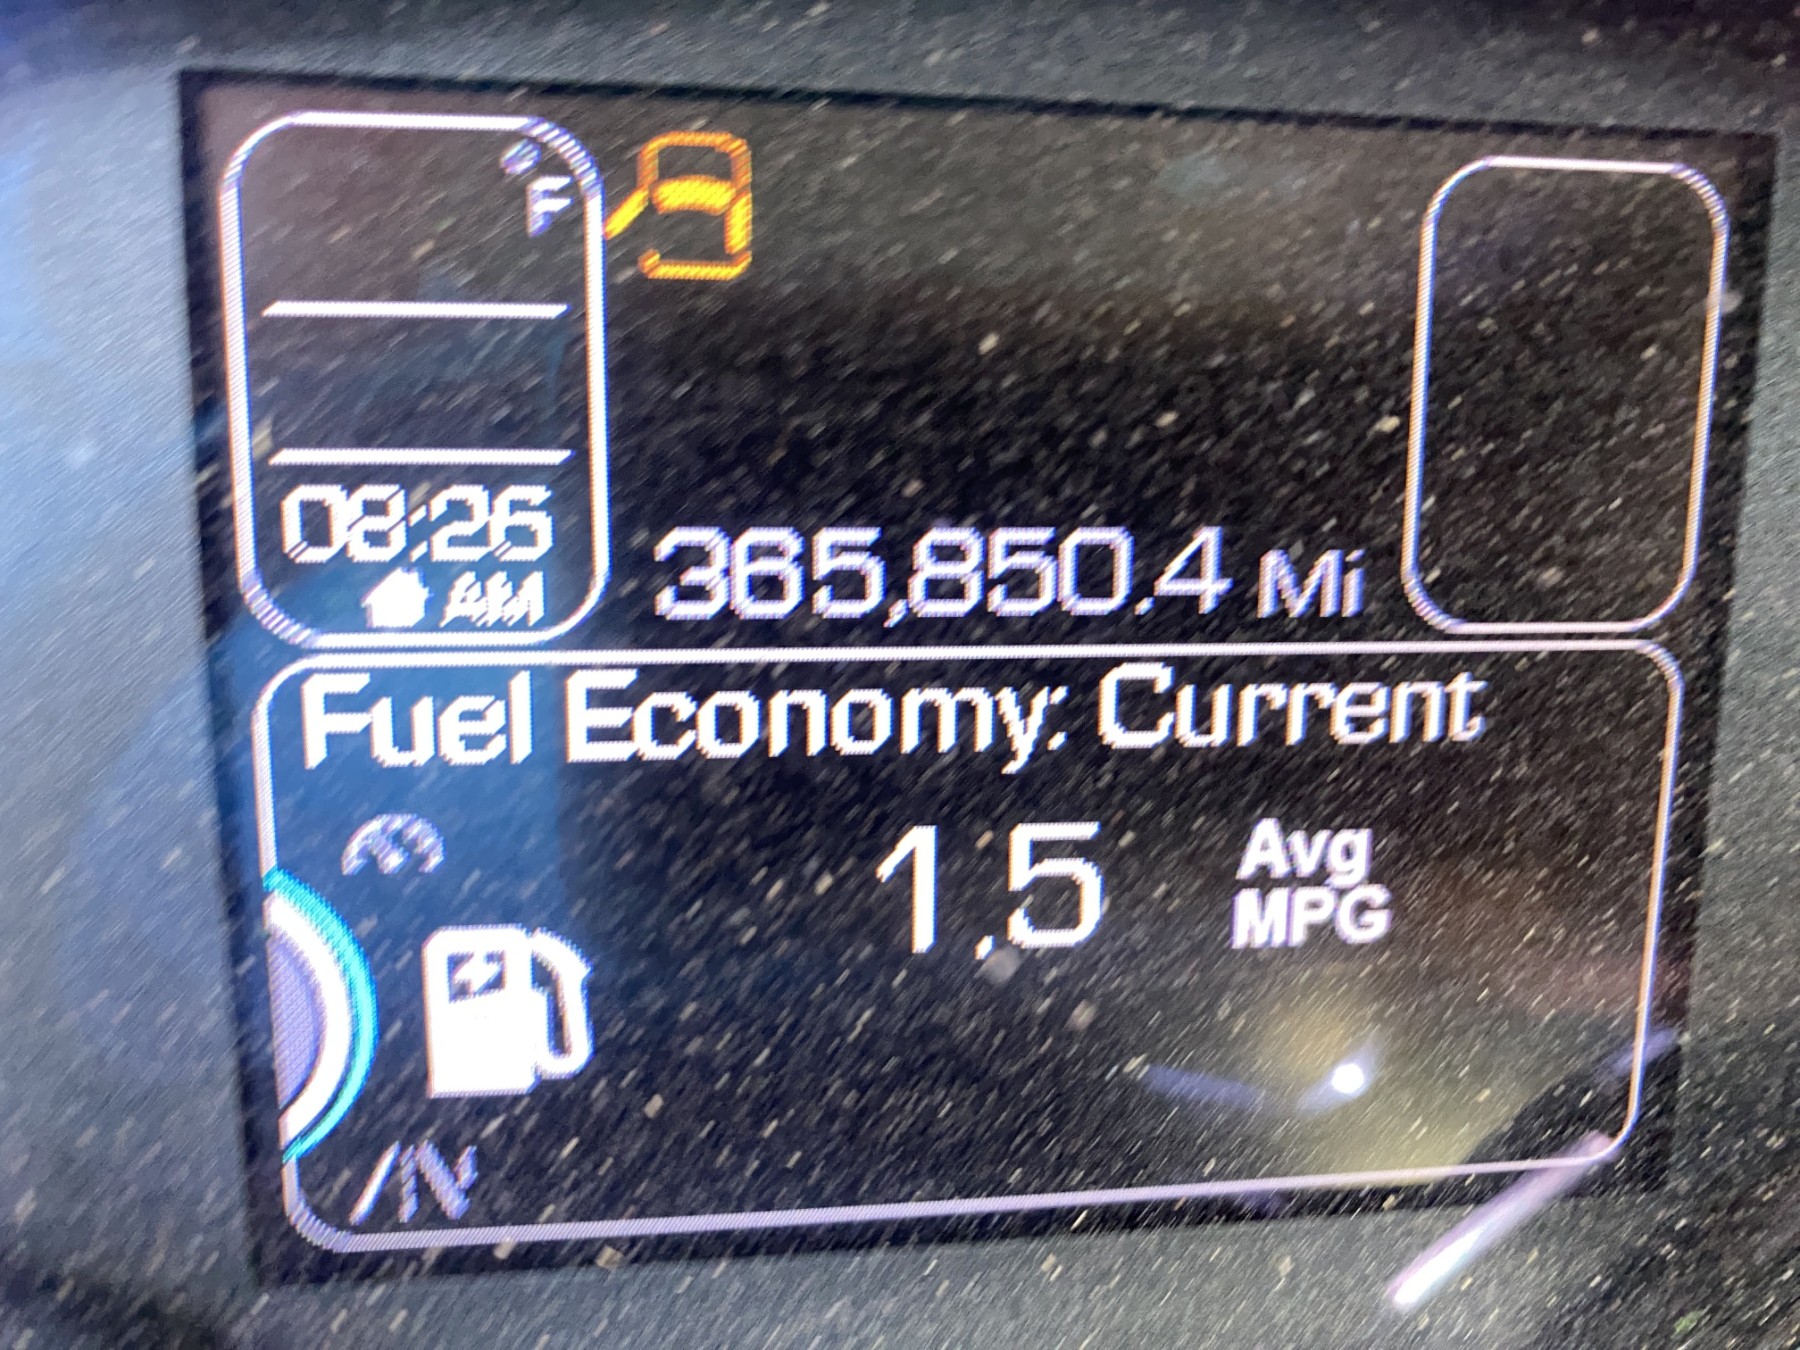 °F
08:26
AM
365,850.4 Mi
Fuel Economy: Current
1.5
Avg
MPG